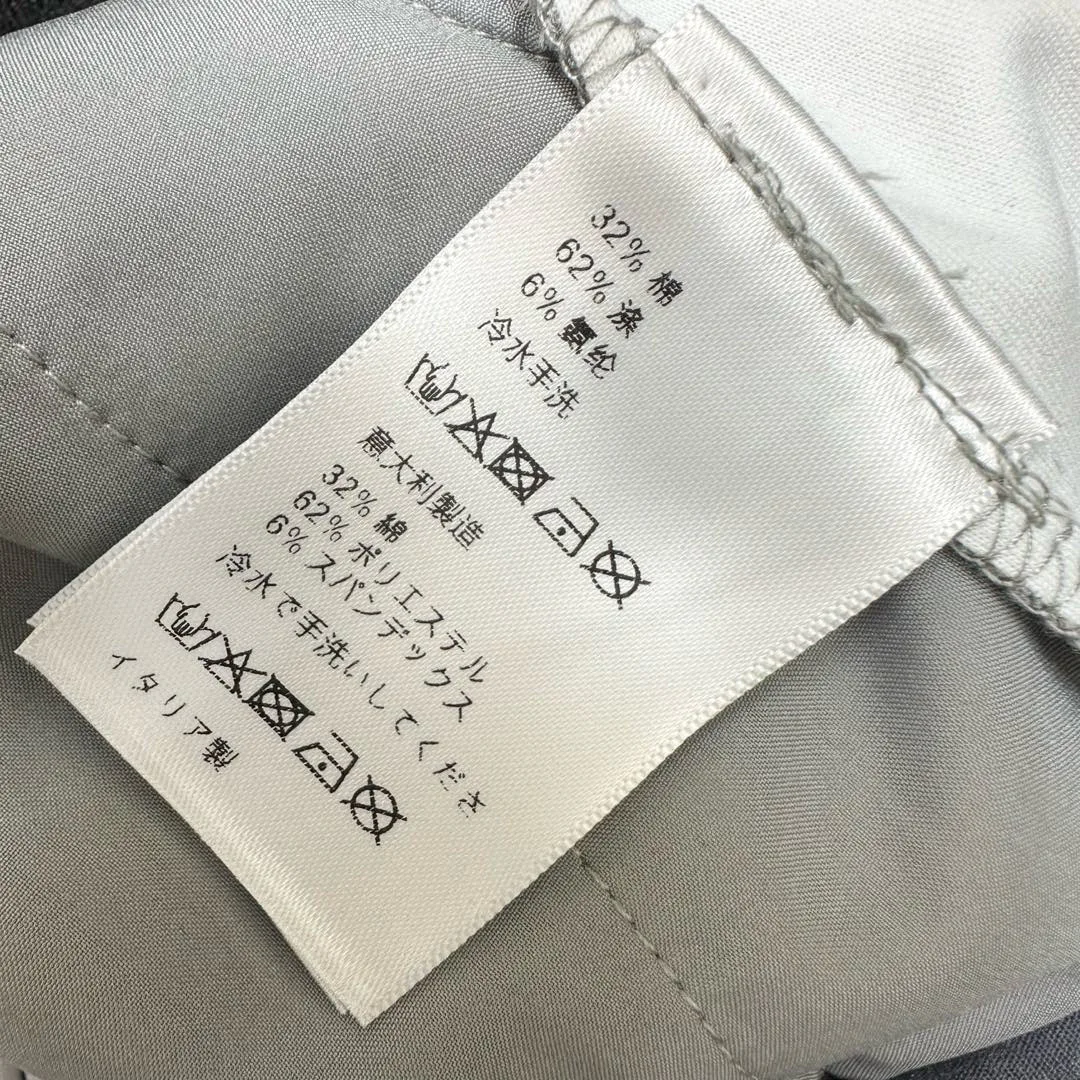 32% 棉
62% 涤
6% 氨纶
冷水手洗
意大利製造
32% 綿
62% ポリエステル
6% スパンデックス
冷水で手洗いしてくださ
イタリア製